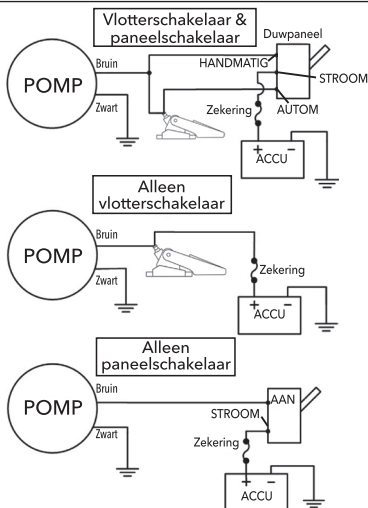 Vlotterschakelaar &
paneelschakelaar
Duwpaneel
POMP
Bruin
HANDMATIG
STROOM
Zwart
Zekering
AUTOM
+ −
ACCU
Alleen
vlotterschakelaar
POMP
Bruin
Zwart
Zekering
+ −
ACCU
Alleen
paneelschakelaar
POMP
Bruin
AAN
STROOM
Zwart
Zekering
+ −
ACCU